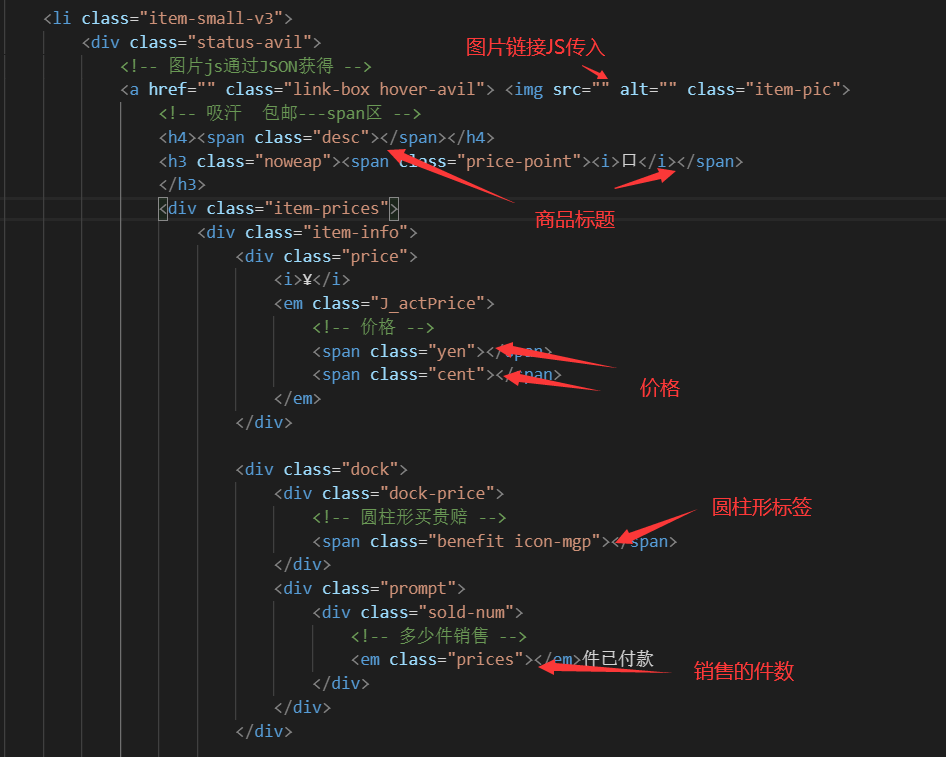 <li class="item-small-v3">
<div class="status-avil">
图片链接JS传入
<!-- 图片js通过JSON获得 -->
<a href="" class="link-box hover-avil"> <img src="" alt="" class="item-pic">
<!-- 吸汗  包邮---span区 -->
<h4><span class="desc"></span></h4>
<h3 class="noweap"><span class="price-point"><i>口</i></span>
</h3>
<div class="item-prices">
商品标题
<div class="item-info">
<div class="price">
<i>¥</i>
<em class="J_actPrice">
<!-- 价格 -->
<span class="yen"></span>
<span class="cent"></span>
价格
</em>
</div>
<div class="dock">
<div class="dock-price">
圆柱形标签
<!-- 圆柱形买贵赔 -->
<span class="benefit icon-mgp"></span>
</div>
<div class="prompt">
<div class="sold-num">
<!-- 多少件销售 -->
<em class="prices"></em>件已付款
销售的件数
</div>
</div>
</div>